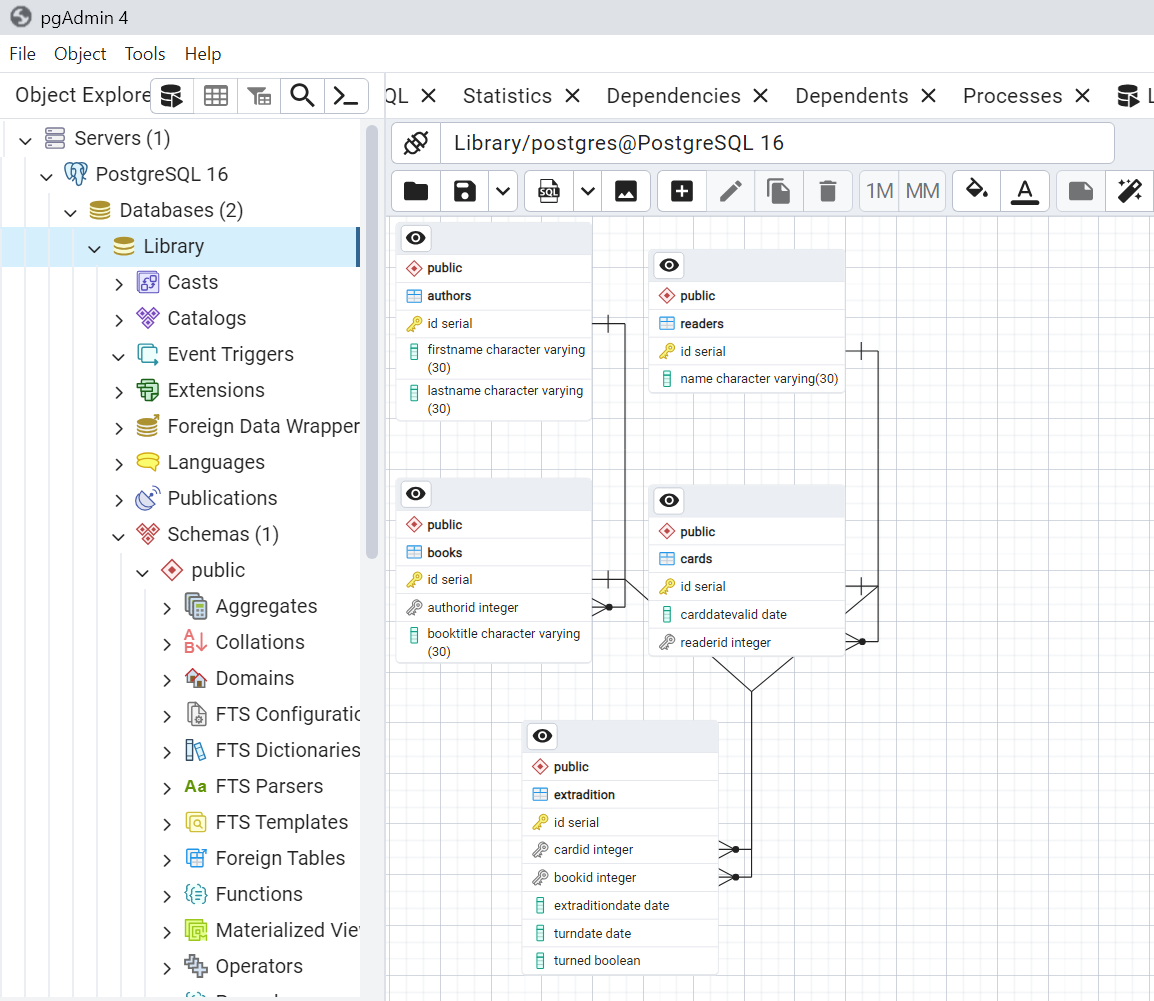 pgAdmin 4
File Object Tools Help
Object Explore
QL Statistics Dependencies Dependents Processes L
Library/postgres@PostgreSQL 16
SQL 1M MM A
Servers (1)
PostgreSQL 16
Databases (2)
Library
Casts
Catalogs
Event Triggers
Extensions
Foreign Data Wrapper
Languages
Publications
Schemas (1)
public
Aggregates
Collations
Domains
FTS Configuratio
FTS Dictionaries
Aa FTS Parsers
FTS Templates
Foreign Tables
Functions
Materialized Vie
Operators
public
authors
id serial
firstname character varying
(30)
lastname character varying
(30)
public
readers
id serial
name character varying(30)
public
books
id serial
authorid integer
booktitle character varying
(30)
public
cards
id serial
carddatevalid date
readerid integer
public
extradition
id serial
cardid integer
bookid integer
extraditiondate date
turndate date
turned boolean